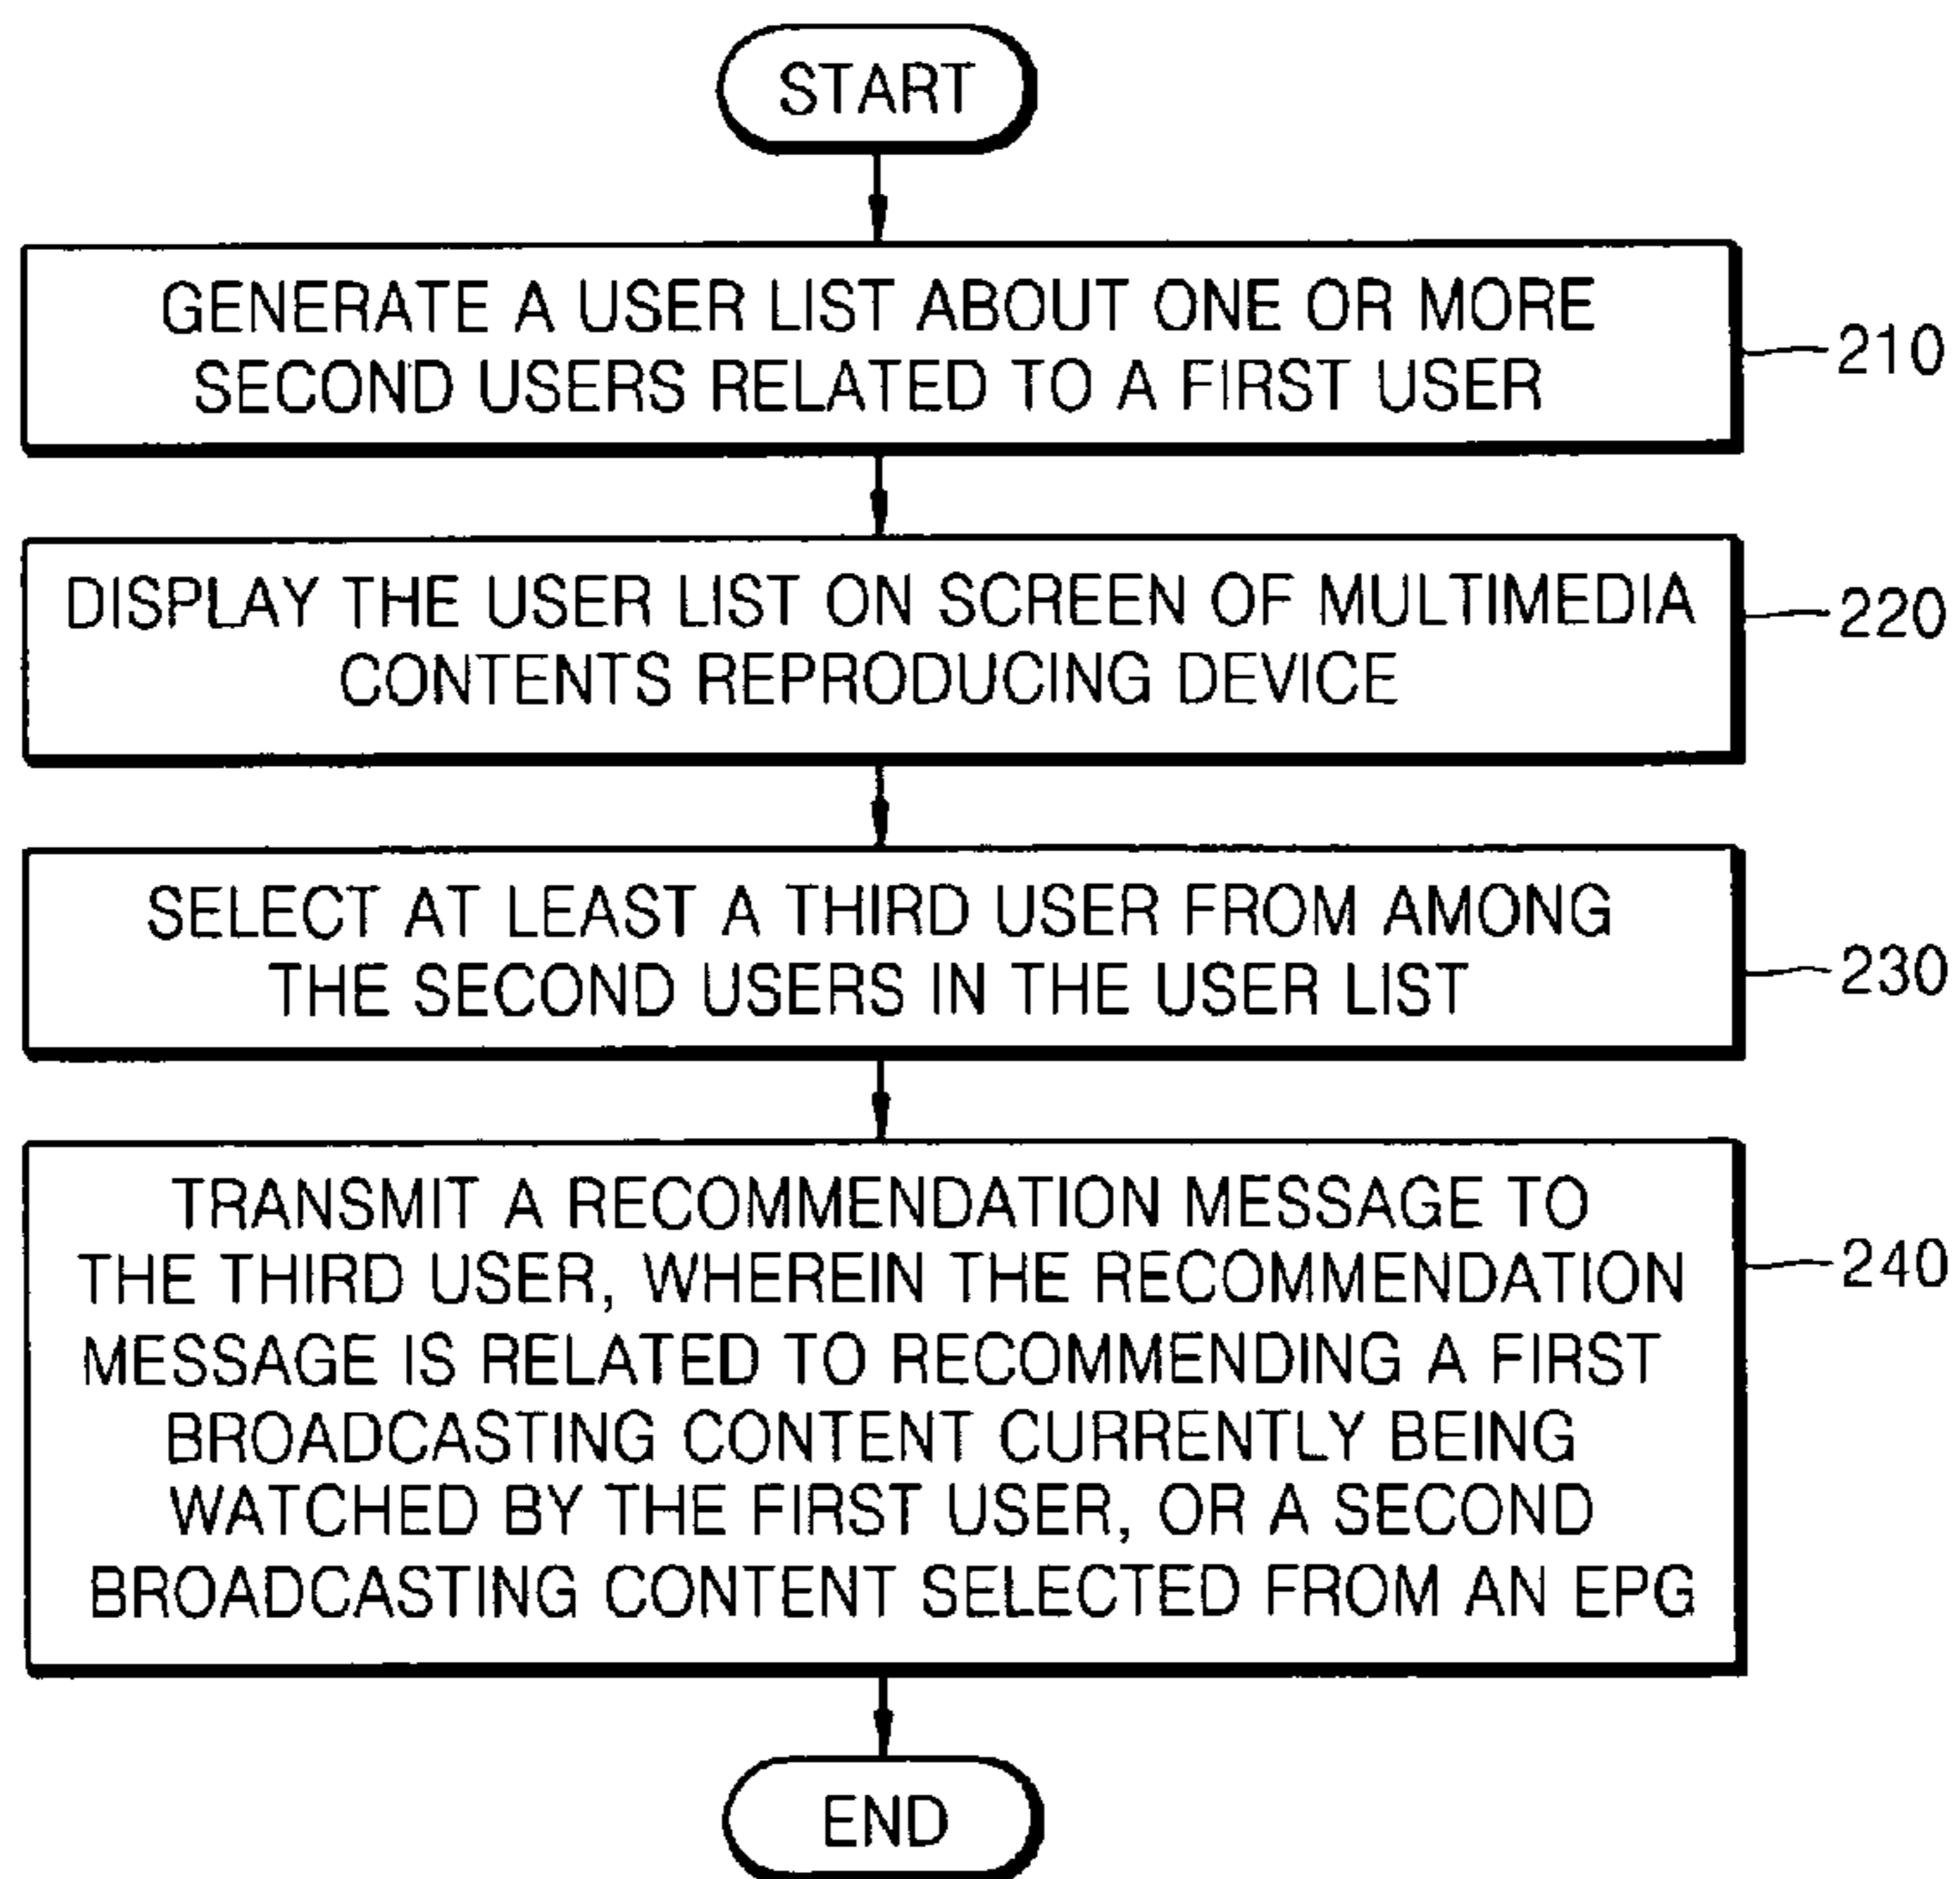 START
GENERATE A USER LIST ABOUT ONE OR MORE
SECOND USERS RELATED TO A FIRST USER
210
DISPLAY THE USER LIST ON SCREEN OF MULTIMEDIA
CONTENTS REPRODUCING DEVICE
220
SELECT AT LEAST A THIRD USER FROM AMONG
THE SECOND USERS IN THE USER LIST
230
TRANSMIT A RECOMMENDATION MESSAGE TO
THE THIRD USER, WHEREIN THE RECOMMENDATION
MESSAGE IS RELATED TO RECOMMENDING A FIRST
BROADCASTING CONTENT CURRENTLY BEING
WATCHED BY THE FIRST USER, OR A SECOND
BROADCASTING CONTENT SELECTED FROM AN EPG
240
END